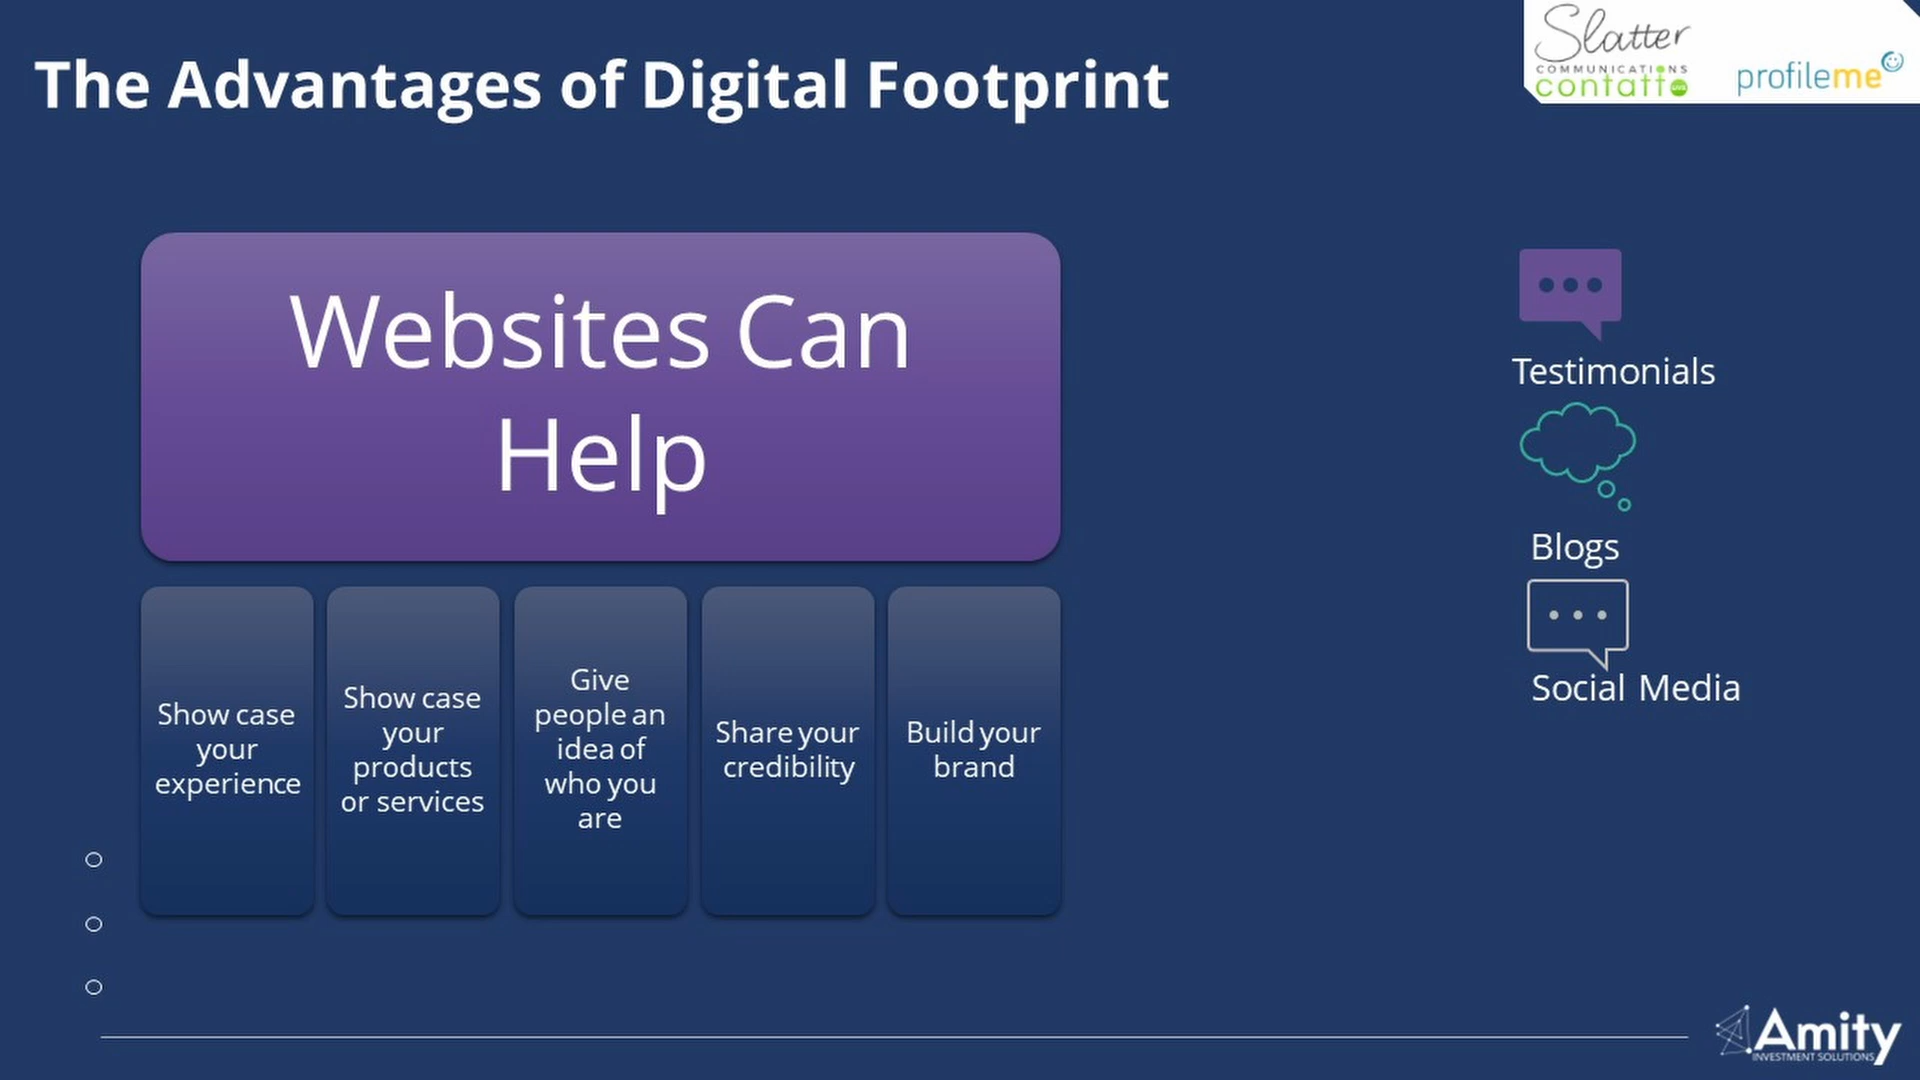 The Advantages of Digital Footprint
Slatter
COMMUNICATIONS
contatto
profileme
Websites Can
Help
Show case
your
experience
Show case
your
products
or services
Give
people an
idea of
who you
are
Share your
credibility
Build your
brand
Testimonials
Blogs
Social Media
Amity
INVESTMENT SOLUTIONS